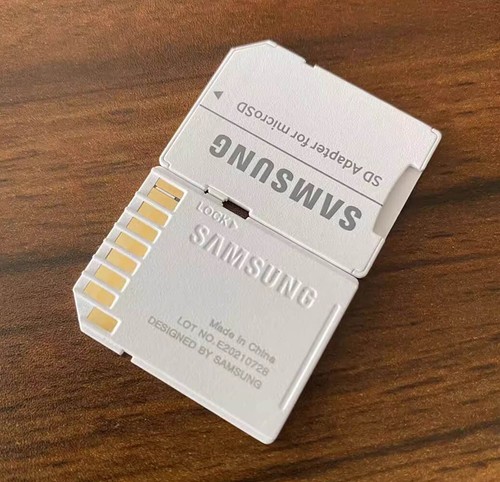 SAMSUNG
SD Adapter for microSD
LOCK
SAMSUNG
Made in China
LOT NO. E20210728
DESIGNED BY SAMSUNG